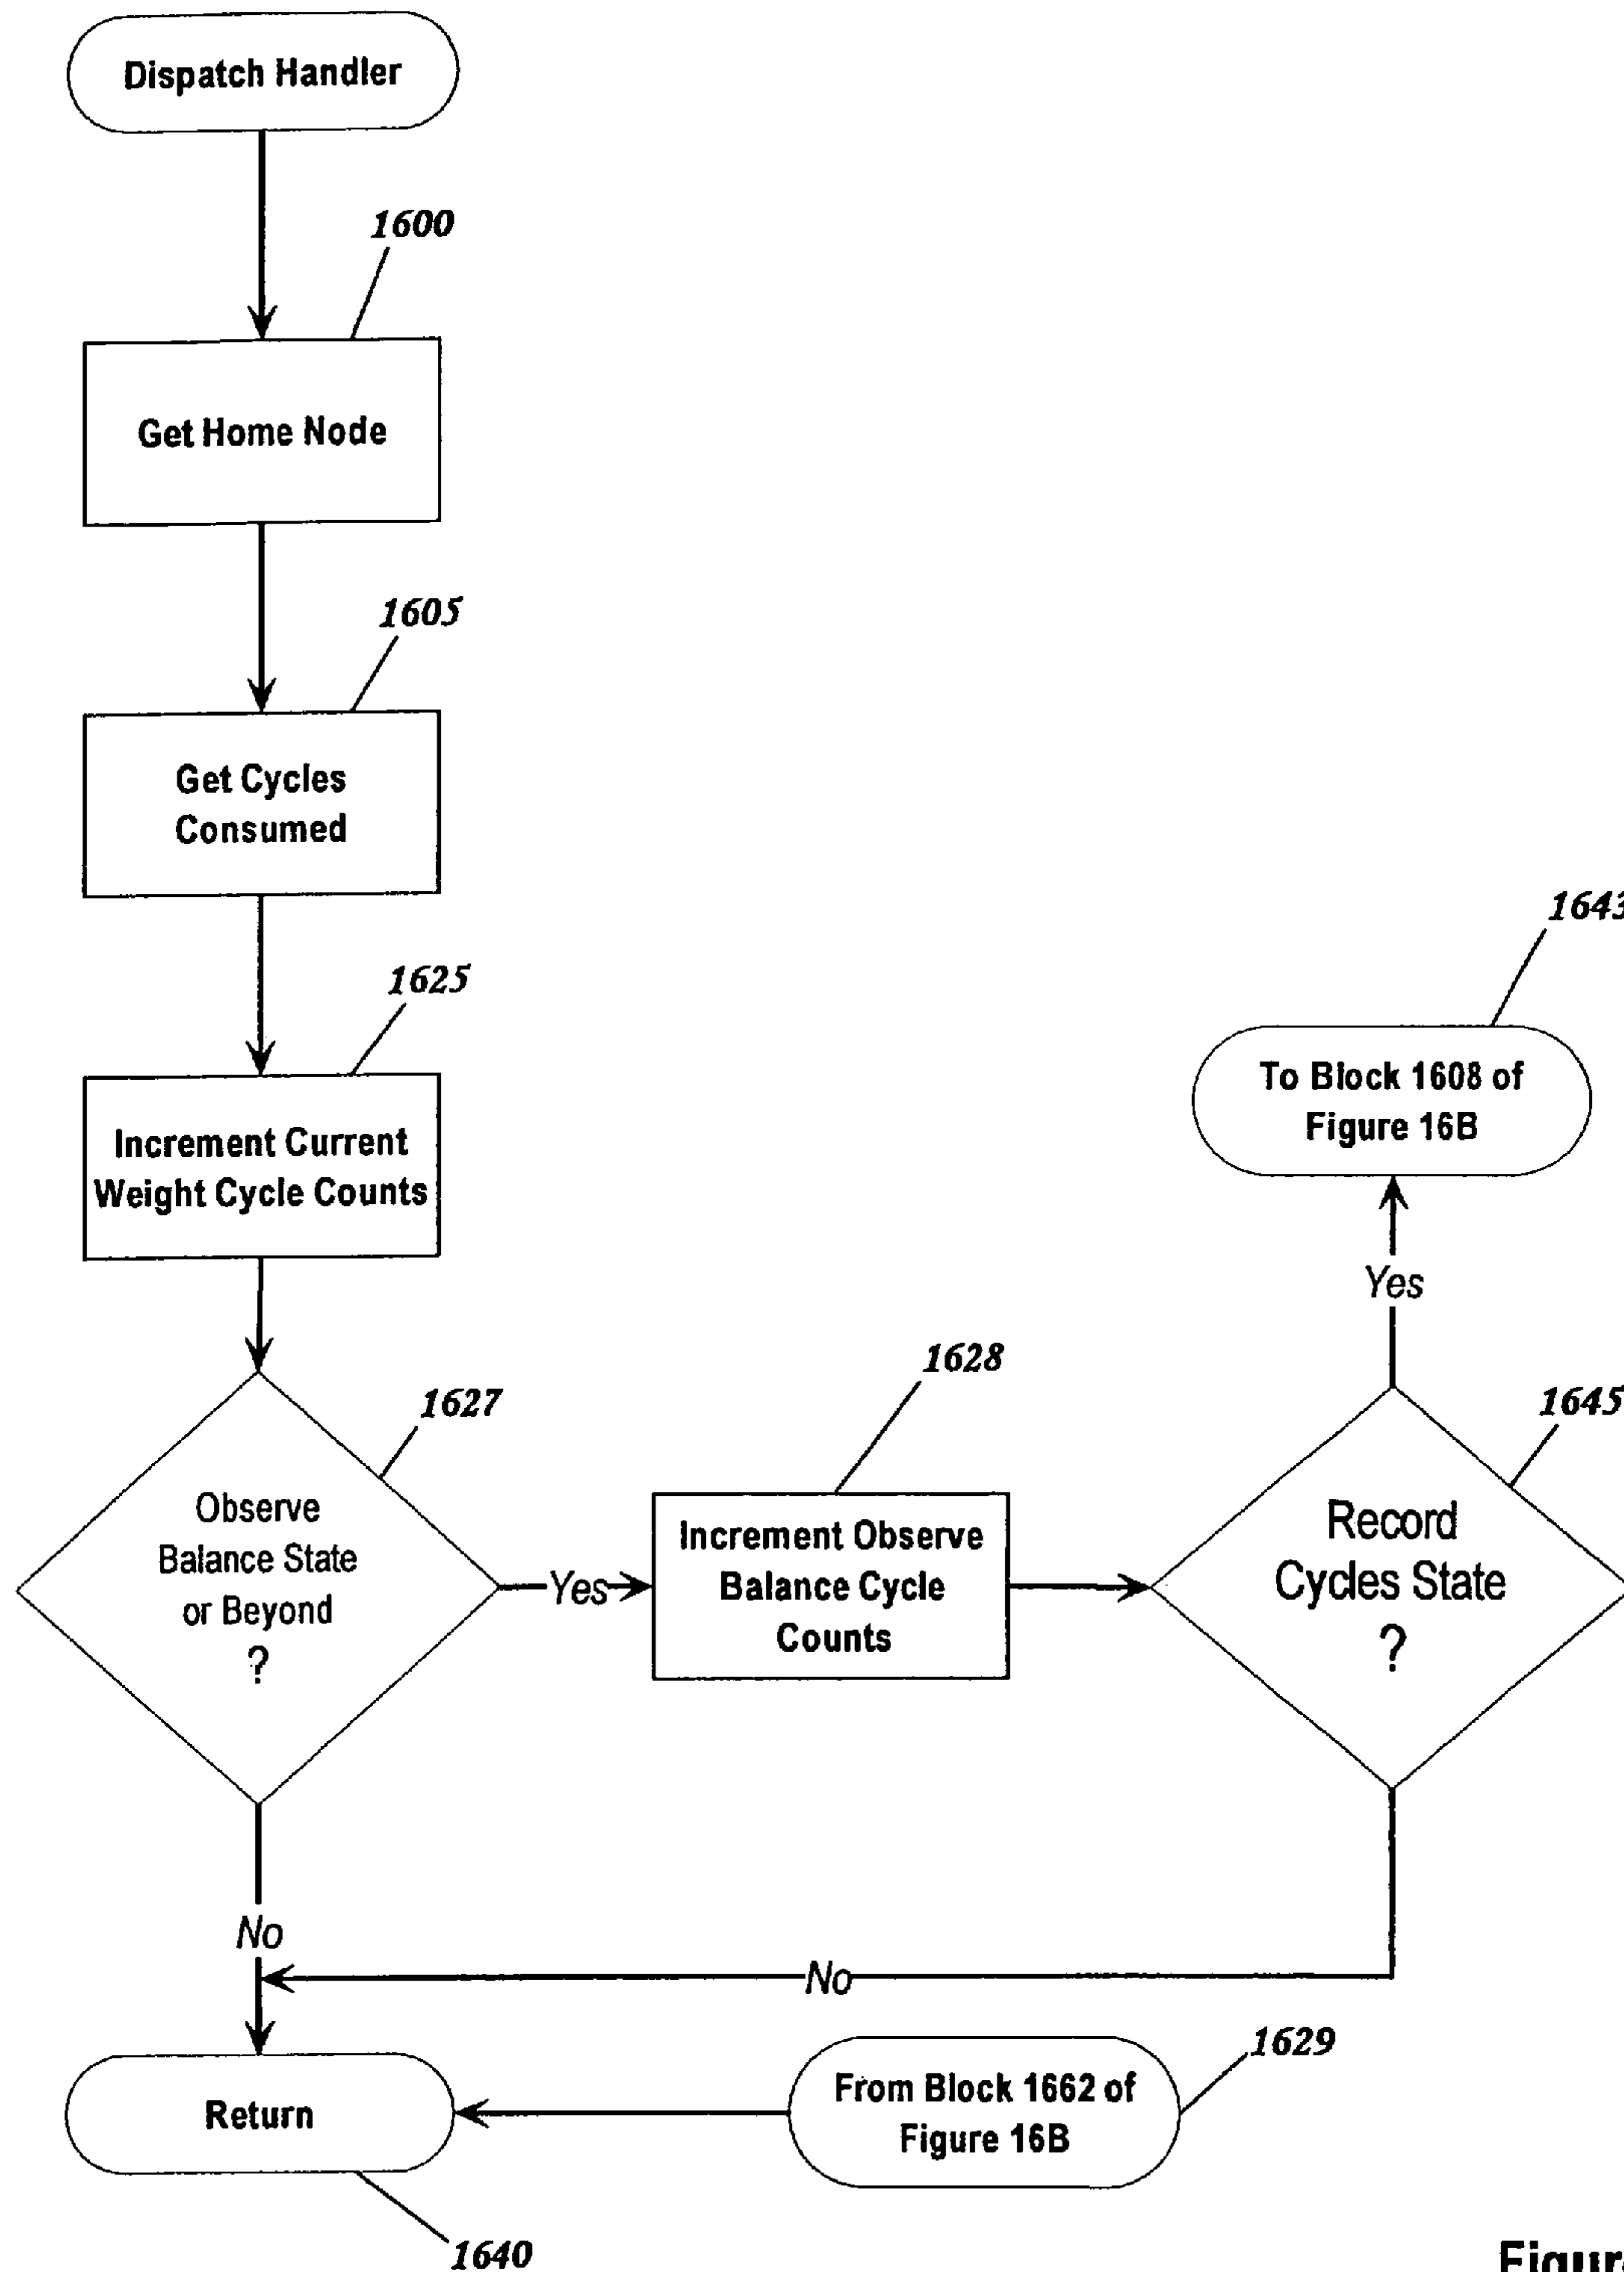 Dispatch Handler
1600
Get Home Node
1605
Get Cycles
Consumed
1625
Increment Current
Weight Cycle Counts
1643
To Block 1608 of
Figure 16B
Yes
1627
Observe
Balance State
or Beyond
?
Yes
1628
Increment Observe
Balance Cycle
Counts
1645
Record
Cycles State
?
No
No
Return
1640
From Block 1662 of
Figure 16B
1629
Figure